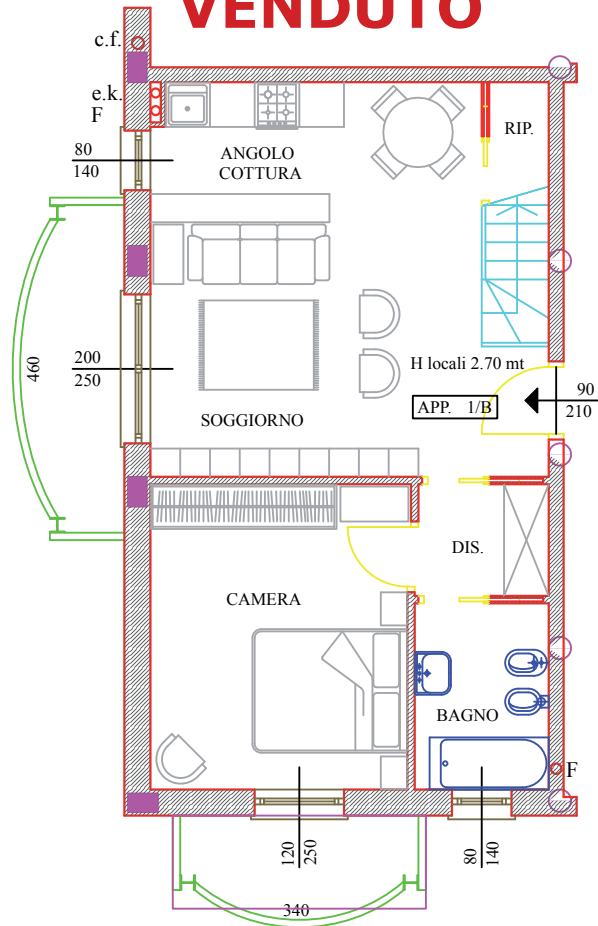 VENDUTO
c.f.
e.k.
F
RIP.
80
140
ANGOLO
COTTURA
460
200
250
H locali 2.70 mt
90
210
APP. 1/B
SOGGIORNO
DIS.
CAMERA
BAGNO
F
120
250
80
140
340